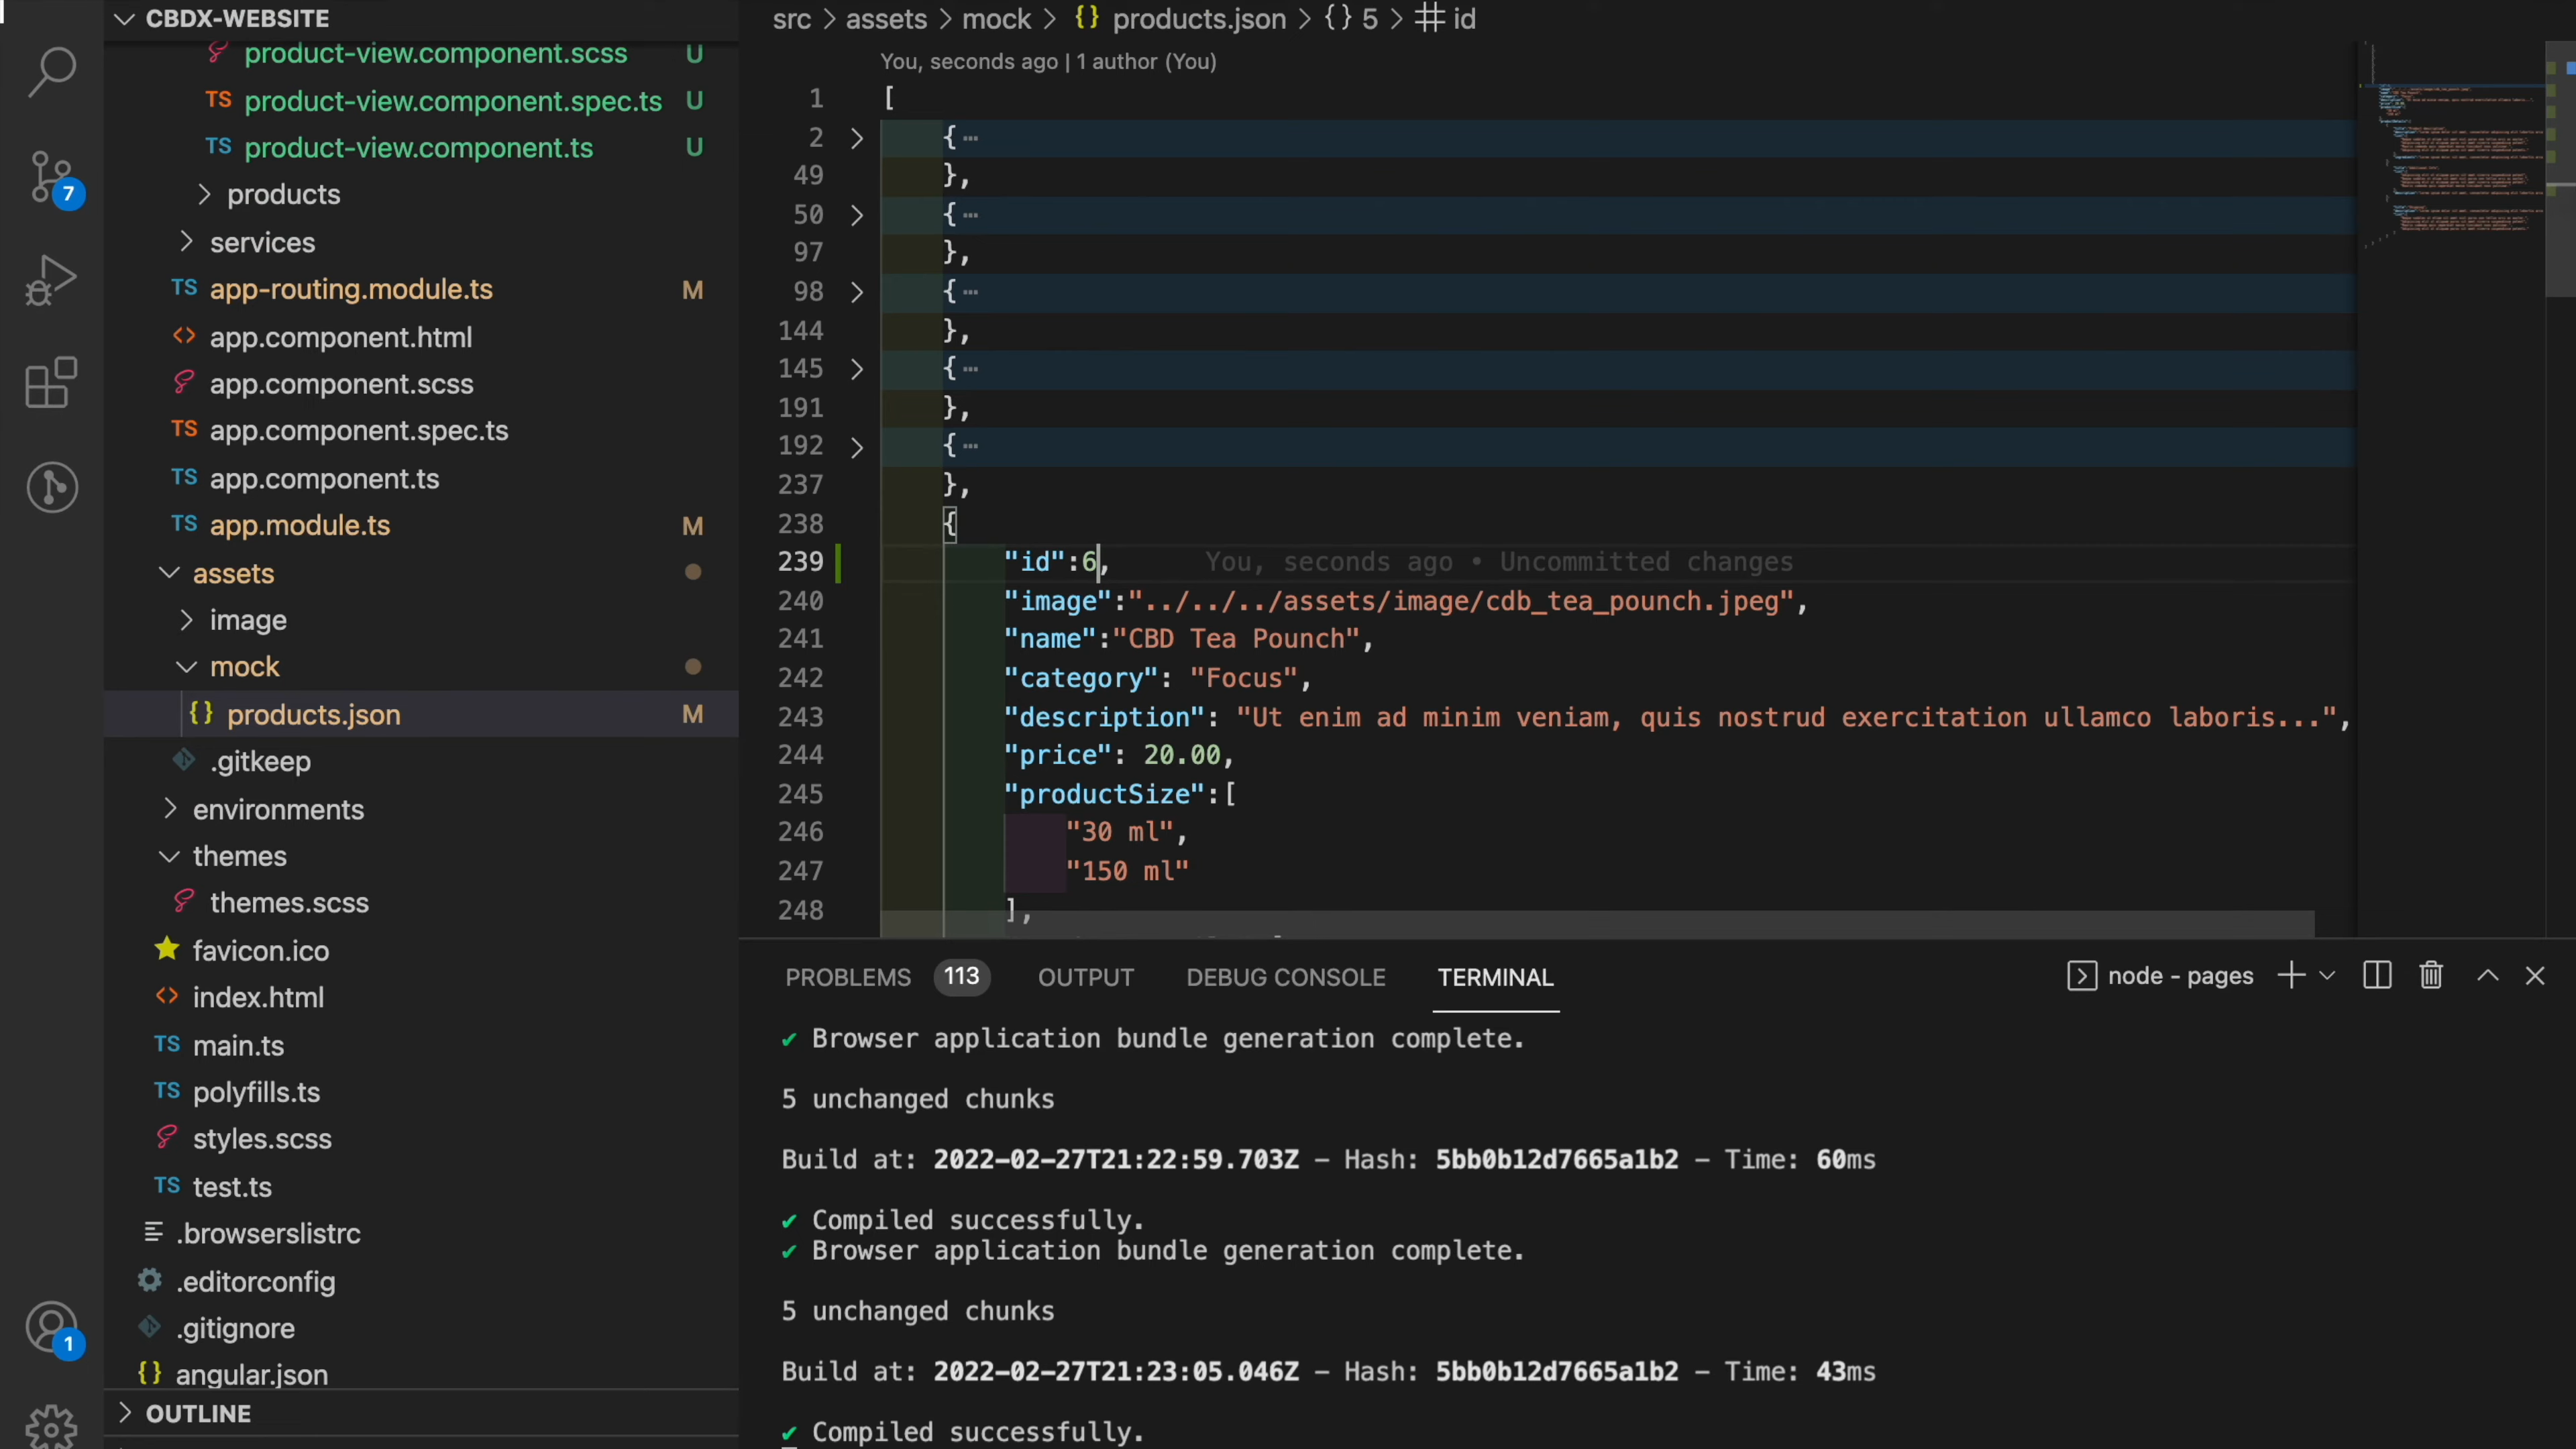 CBDX-WEBSITE
product-view.component.scss U
TS product-view.component.spec.ts U
TS product-view.component.ts U
products
services
TS app-routing.module.ts M
<> app.component.html
app.component.scss
TS app.component.spec.ts
TS app.component.ts
TS app.module.ts M
assets
image
mock
{} products.json M
.gitkeep
environments
themes
themes.scss
favicon.ico
<> index.html
TS main.ts
TS polyfills.ts
styles.scss
TS test.ts
.browserslistrc
.editorconfig
.gitignore
{} angular.json
OUTLINE
7
1
src > assets > mock > {} products.json > {} 5 > # id
You, seconds ago | 1 author (You)
1 [
2 > { ⋯
49 },
50 > { ⋯
97 },
98 > { ⋯
144 },
145 > { ⋯
191 },
192 > { ⋯
237 },
238 {
239 "id":6, You, seconds ago • Uncommitted changes
240 "image":"../../../assets/image/cdb_tea_pounch.jpeg",
241 "name":"CBD Tea Pounch",
242 "category": "Focus",
243 "description": "Ut enim ad minim veniam, quis nostrud exercitation ullamco laboris...",
244 "price": 20.00,
245 "productSize":[
246 "30 ml",
247 "150 ml"
248 ],
PROBLEMS 113 OUTPUT DEBUG CONSOLE TERMINAL node - pages
✔ Browser application bundle generation complete.
5 unchanged chunks
Build at: 2022-02-27T21:22:59.703Z - Hash: 5bb0b12d7665a1b2 - Time: 60ms
✔ Compiled successfully.
✔ Browser application bundle generation complete.
5 unchanged chunks
Build at: 2022-02-27T21:23:05.046Z - Hash: 5bb0b12d7665a1b2 - Time: 43ms
✔ Compiled successfully.